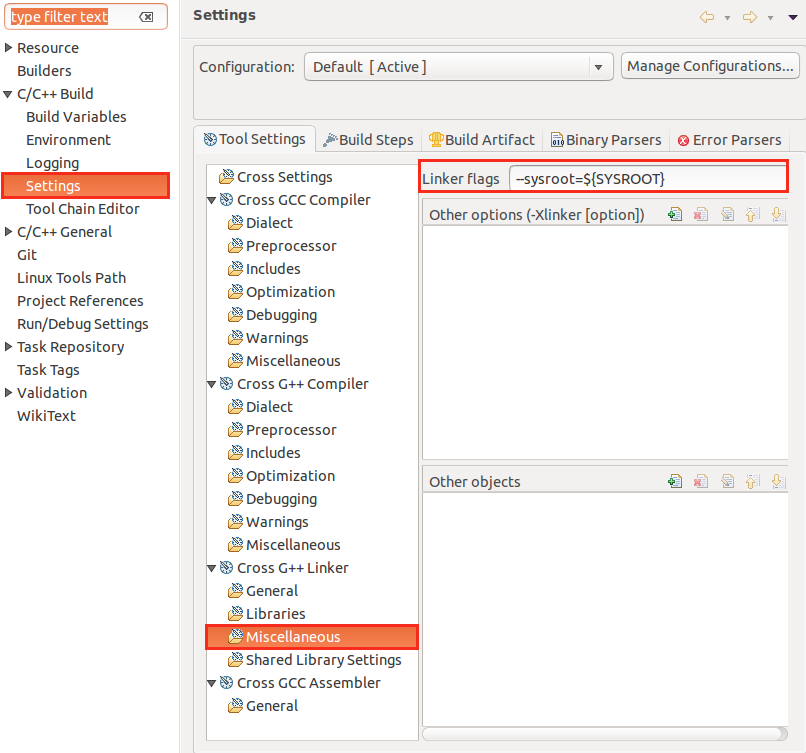 type filter text
Resource
Builders
C/C++ Build
Build Variables
Environment
Logging
Settings
Tool Chain Editor
C/C++ General
Git
Linux Tools Path
Project References
Run/Debug Settings
Task Repository
Task Tags
Validation
WikiText
Settings
Configuration: Default [ Active ] Manage Configurations...
Tool Settings Build Steps Build Artifact Binary Parsers Error Parsers
Cross Settings
Cross GCC Compiler
Dialect
Preprocessor
Includes
Optimization
Debugging
Warnings
Miscellaneous
Cross G++ Compiler
Dialect
Preprocessor
Includes
Optimization
Debugging
Warnings
Miscellaneous
Cross G++ Linker
General
Libraries
Miscellaneous
Shared Library Settings
Cross GCC Assembler
General
Linker flags --sysroot=${SYSROOT}
Other options (-Xlinker [option])
Other objects